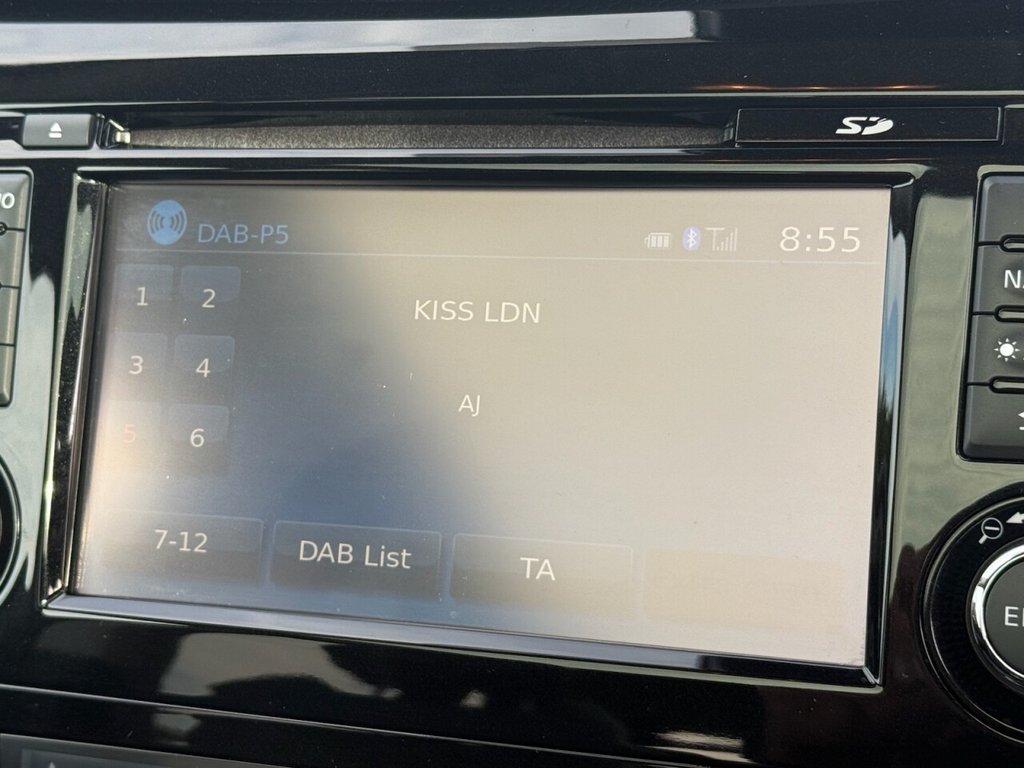 SD
DAB-P5
8:55
1 2
KISS LDN
3 4
AJ
5 6
7-12 DAB List TA